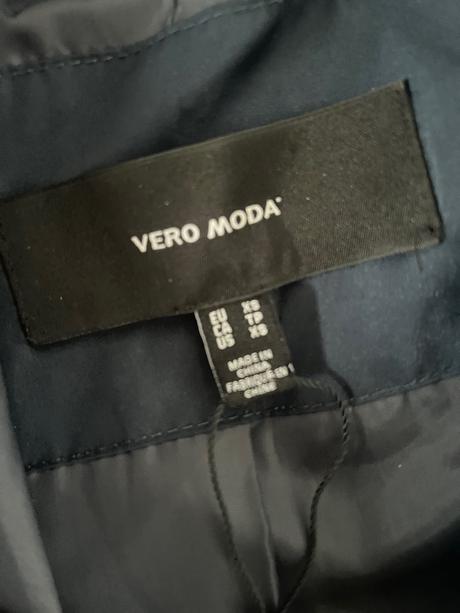 VERO MODA
EU XS
CA TP
US XS
MADE IN
CHINA
FABRIQUÉ EN
CHINE